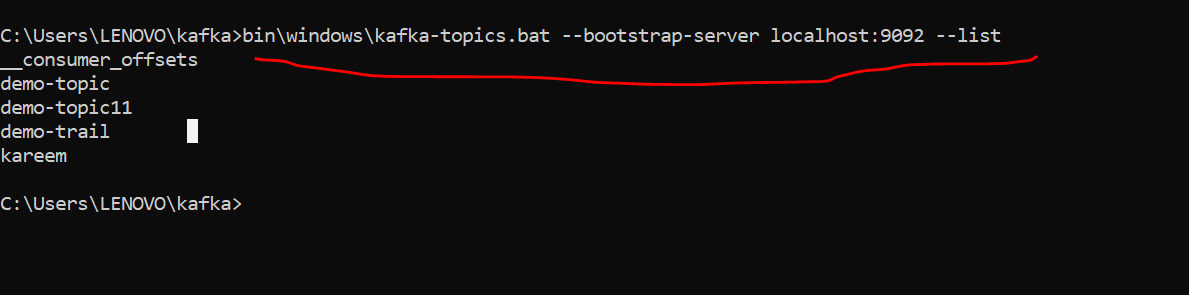 C:\Users\LENOVO\kafka>bin\windows\kafka-topics.bat --bootstrap-server localhost:9092 --list
__consumer_offsets
demo-topic
demo-topic11
demo-trail
kareem
C:\Users\LENOVO\kafka>